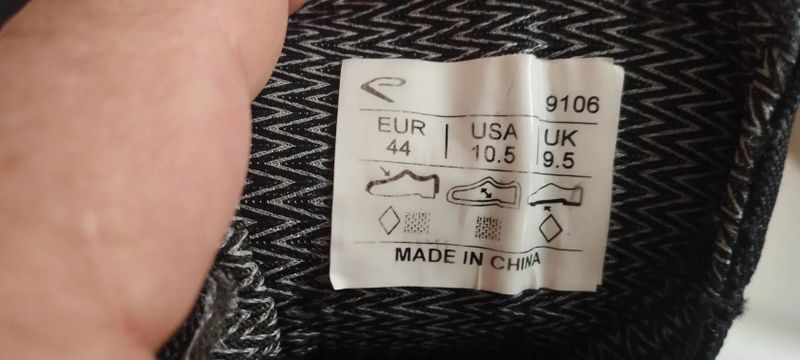 9106
EUR USA UK
44 10.5 9.5
MADE IN CHINA